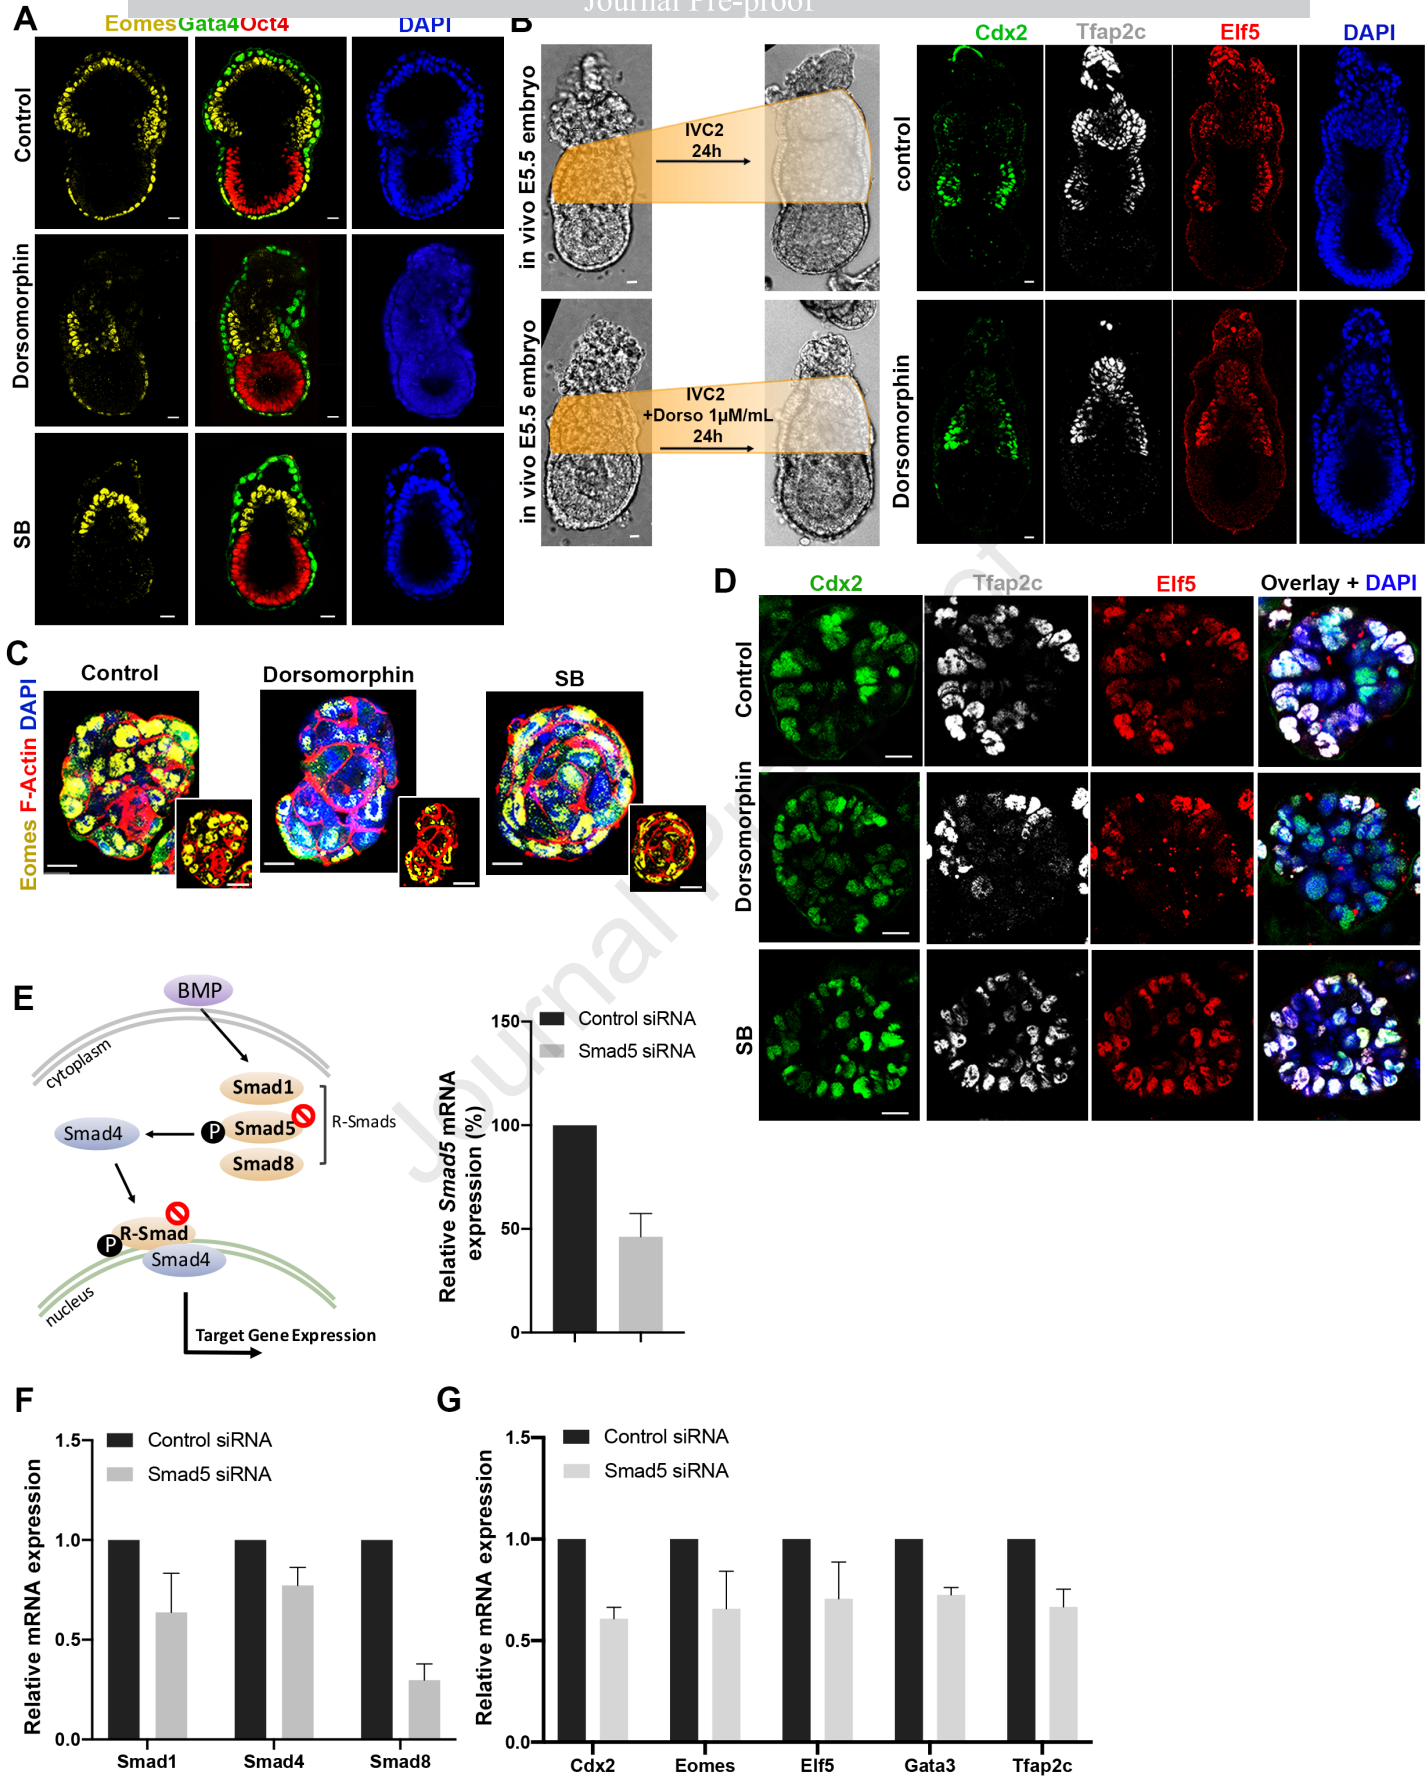 Journal Pre-proof
A
EomesGata4Oct4
DAPI
Control
Dorsomorphin
SB
B
in vivo E5.5 embryo
IVC2
24h
in vivo E5.5 embryo
IVC2
+Dorso 1µM/mL
24h
Cdx2
Tfap2c
Elf5
DAPI
control
Dorsomorphin
C
Control
Dorsomorphin
SB
Eomes F-Actin DAPI
D
Cdx2
Tfap2c
Elf5
Overlay + DAPI
Control
Dorsomorphin
SB
E
BMP
cytoplasm
Smad1
Smad5
Smad8
R-Smads
P
Smad4
R-Smad
P
Smad4
nucleus
Target Gene Expression
Control siRNA
Smad5 siRNA
Relative Smad5 mRNA
expression (%)
150
100
50
0
F
Control siRNA
Smad5 siRNA
Relative mRNA expression
1.5
1.0
0.5
0.0
Smad1
Smad4
Smad8
G
Control siRNA
Smad5 siRNA
Relative mRNA expression
1.5
1.0
0.5
0.0
Cdx2
Eomes
Elf5
Gata3
Tfap2c